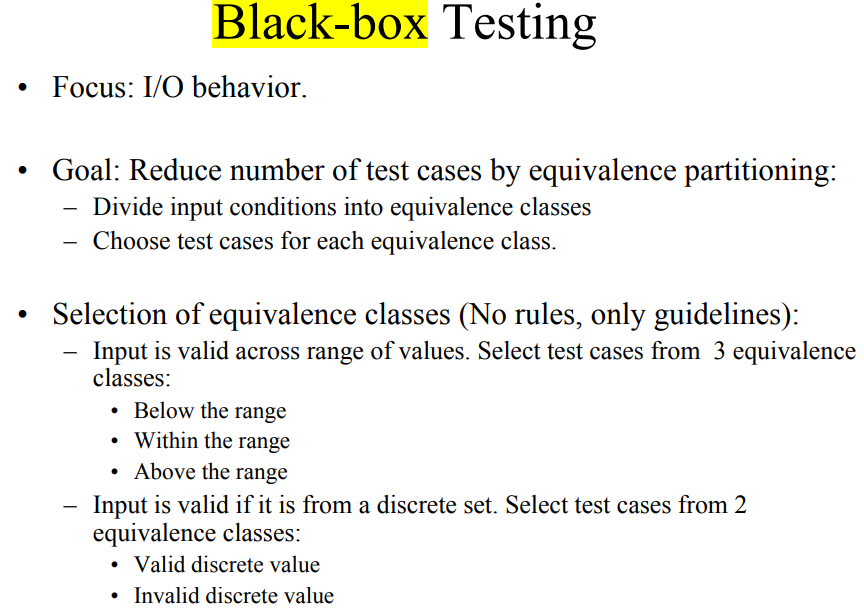 Black-box Testing
• Focus: I/O behavior.
• Goal: Reduce number of test cases by equivalence partitioning:
– Divide input conditions into equivalence classes
– Choose test cases for each equivalence class.
• Selection of equivalence classes (No rules, only guidelines):
– Input is valid across range of values. Select test cases from 3 equivalence
classes:
• Below the range
• Within the range
• Above the range
– Input is valid if it is from a discrete set. Select test cases from 2
equivalence classes:
• Valid discrete value
• Invalid discrete value